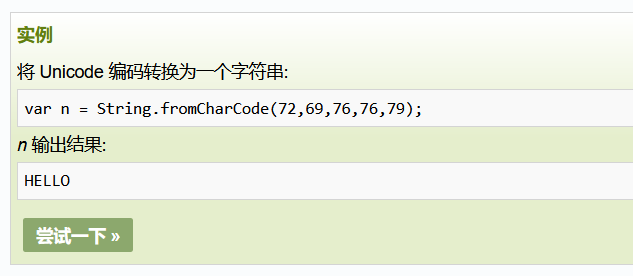 实例
将 Unicode 编码转换为一个字符串:
var n = String.fromCharCode(72,69,76,76,79);
n 输出结果:
HELLO
尝试一下 »